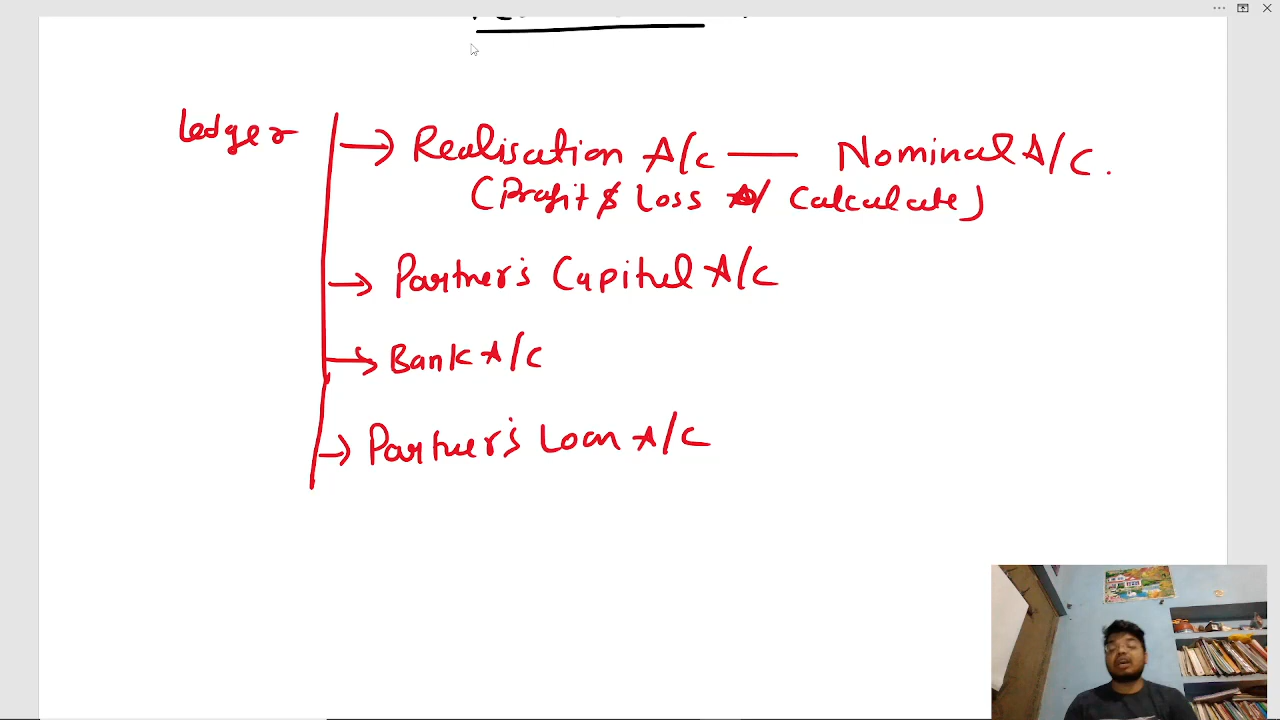 Ledger
Realisation A/c — Nominal A/C.
(Profit & Loss Calculate)
Partner's Capital A/C
Bank A/C
Partner's Loan A/C